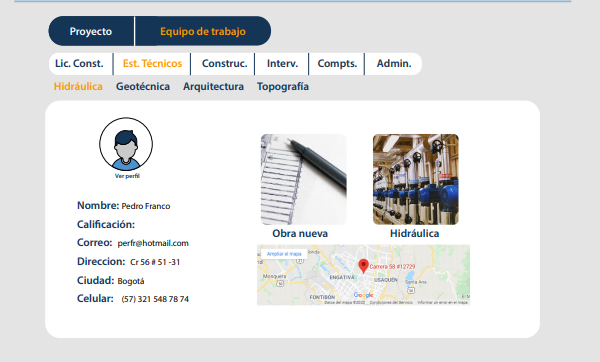 Proyecto
Equipo de trabajo
Lic. Const.
Est. Técnicos
Construc.
Interv.
Compts.
Admin.
Hidráulica
Geotécnica
Arquitectura
Topografía
Ver perfil
Nombre: Pedro Franco
Calificación:
Correo: perfr@hotmail.com
Direccion: Cr 56 # 51 -31
Ciudad: Bogotá
Celular: (57) 321 548 78 74
Obra nueva
Hidráulica
Ampliar el mapa
Mosquera
ENGATIVÁ
Carrera 58 #12729
USAQUÉN
Santa Ana
FONTIBÓN
Google
Datos del mapa ©2020
Condiciones del Servicio
Informar un error en el mapa